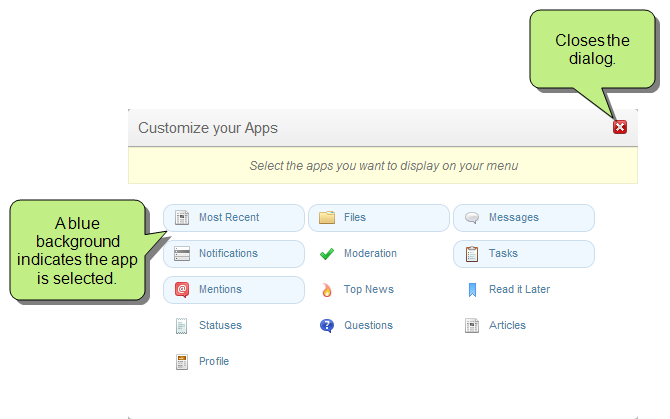 Closes the
dialog.
Customize your Apps
Select the apps you want to display on your menu
A blue
background
indicates the app
is selected.
Most Recent
Files
Messages
Notifications
Moderation
Tasks
Mentions
Top News
Read it Later
Statuses
Questions
Articles
Profile